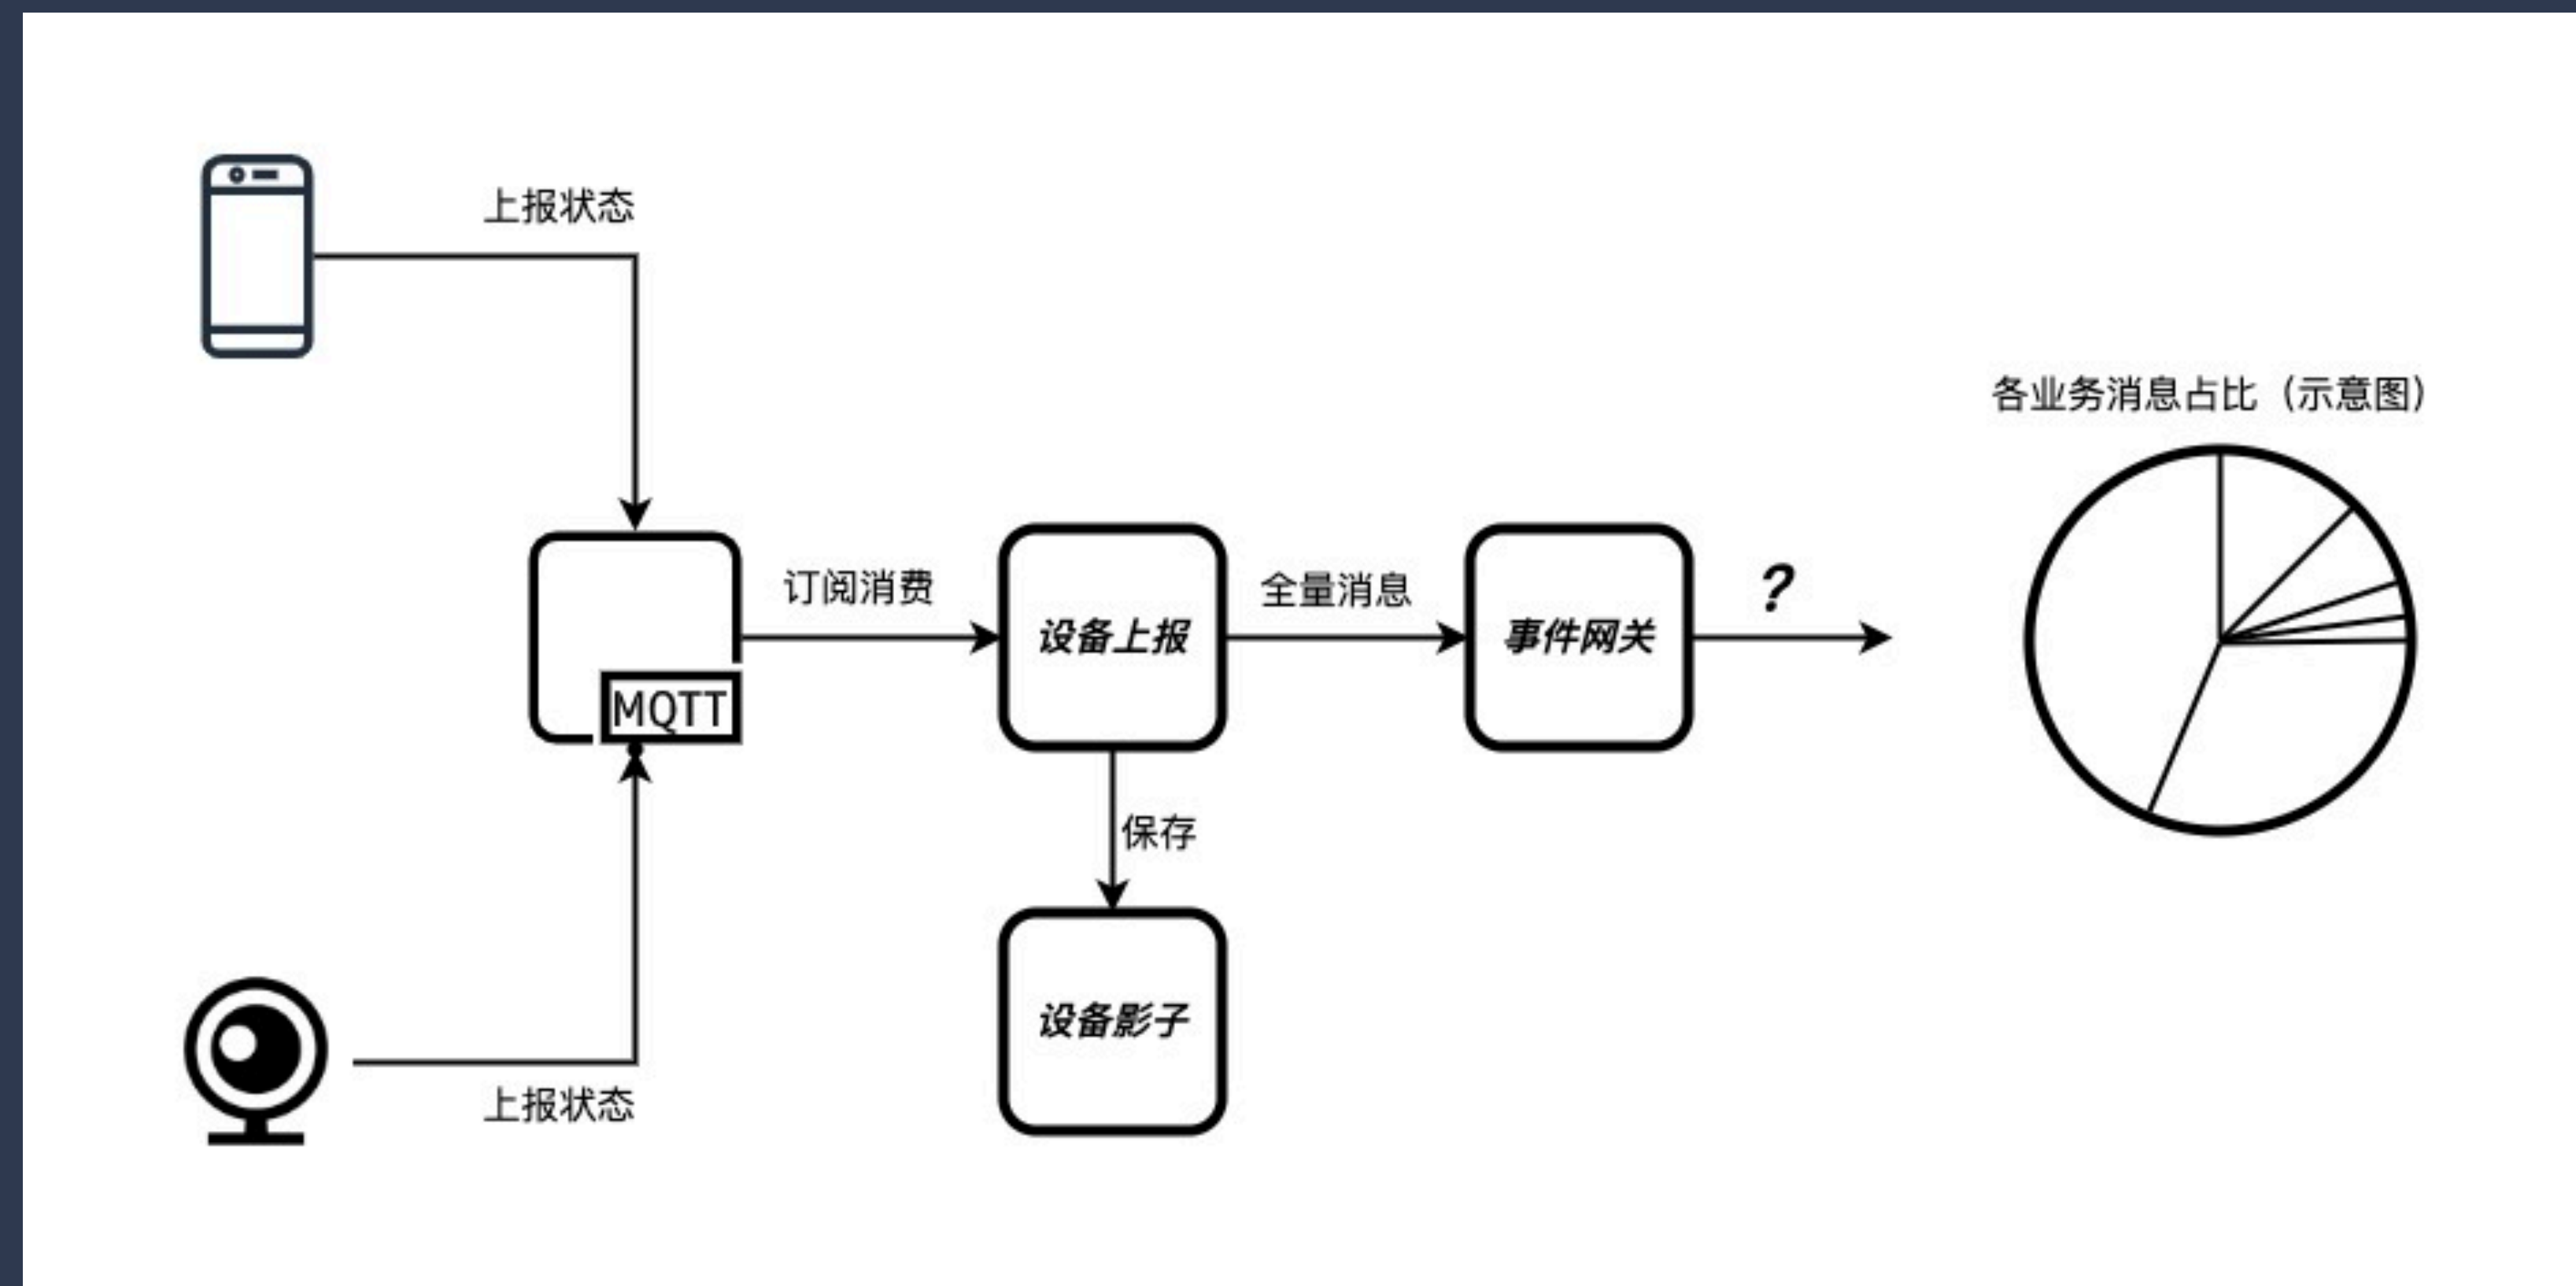 上报状态
各业务消息占比（示意图）
订阅消费
全量消息
?
设备上报
事件网关
MQTT
保存
设备影子
上报状态